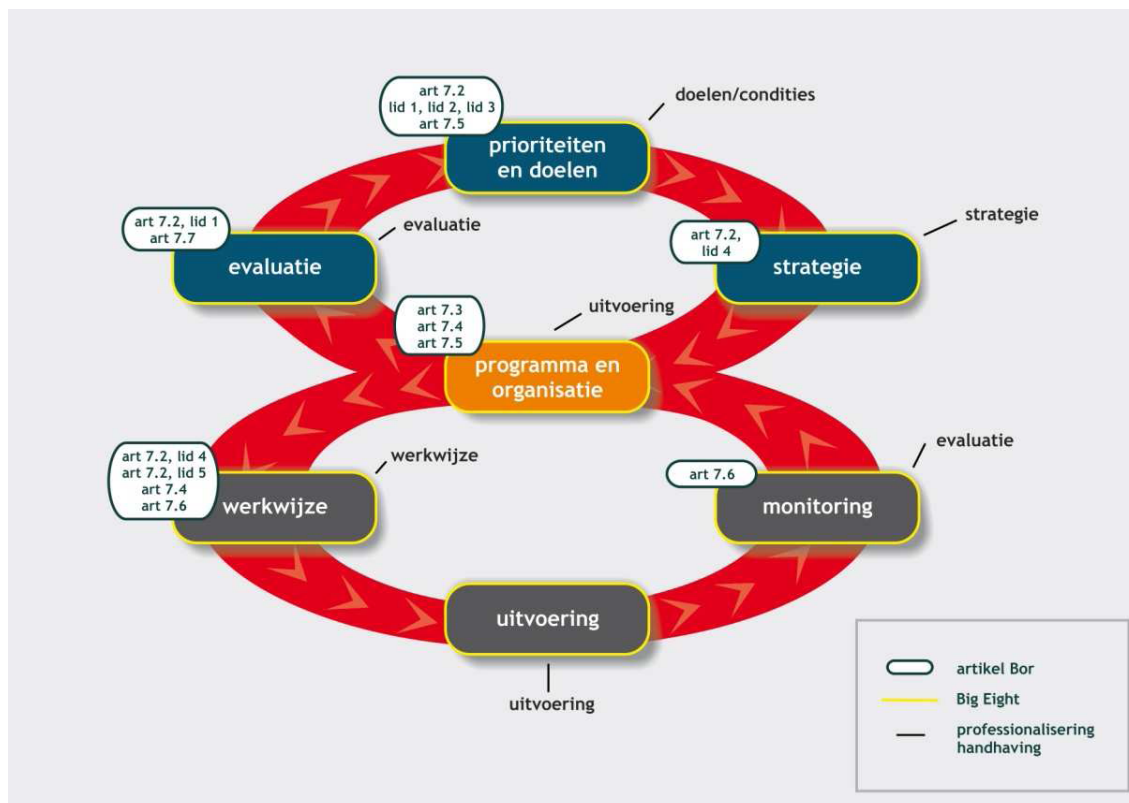 art 7.2
lid 1, lid 2, lid 3
art 7.5
doelen/condities
prioriteiten
en doelen
art 7.2, lid 1
art 7.7
evaluatie
evaluatie
art 7.2,
lid 4
strategie
strategie
art 7.3
art 7.4
art 7.5
uitvoering
programma en
organisatie
art 7.2, lid 4
art 7.2, lid 5
art 7.4
art 7.6
werkwijze
werkwijze
art 7.6
evaluatie
monitoring
uitvoering
uitvoering
artikel Bor
Big Eight
professionalisering
handhaving